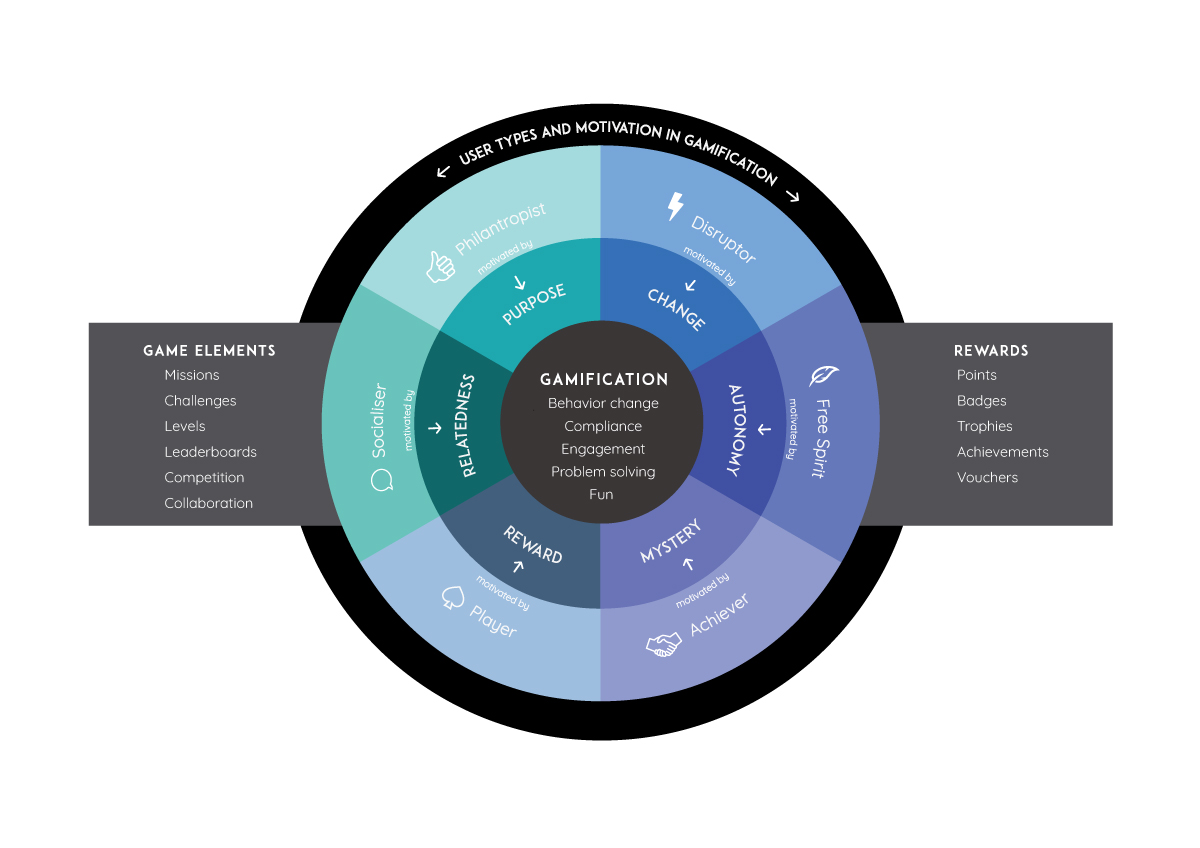 USER TYPES AND MOTIVATION IN GAMIFICATION
Philantropist
motivated by
PURPOSE
Disruptor
motivated by
CHANGE
Free Spirit
motivated by
AUTONOMY
Achiever
motivated by
MYSTERY
Player
motivated by
REWARD
Socialiser
motivated by
RELATEDNESS
GAMIFICATION
Behavior change
Compliance
Engagement
Problem solving
Fun
GAME ELEMENTS
Missions
Challenges
Levels
Leaderboards
Competition
Collaboration
REWARDS
Points
Badges
Trophies
Achievements
Vouchers